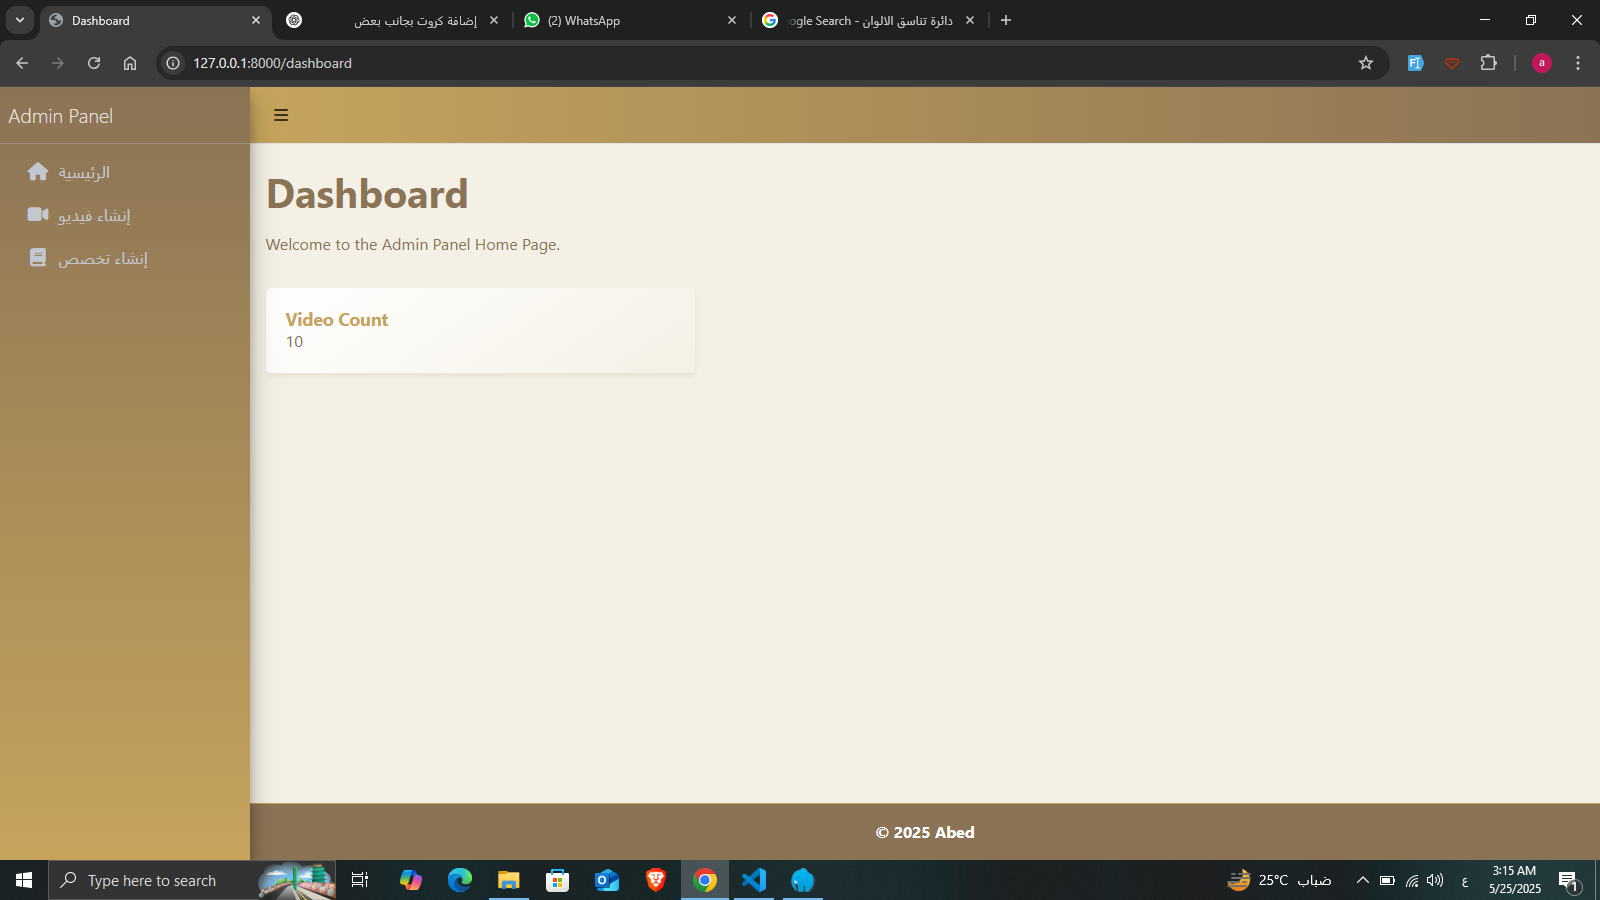 Dashboard
إضافة كروت بجانب بعض
(2) WhatsApp
دائرة تناسق الالوان - Google Search
127.0.0.1:8000/dashboard
a
Admin Panel
الرئيسية
إنشاء فيديو
إنشاء تخصص
Dashboard
Welcome to the Admin Panel Home Page.
Video Count
10
© 2025 Abed
Type here to search
25°C ضباب
ع
3:15 AM
5/25/2025
1